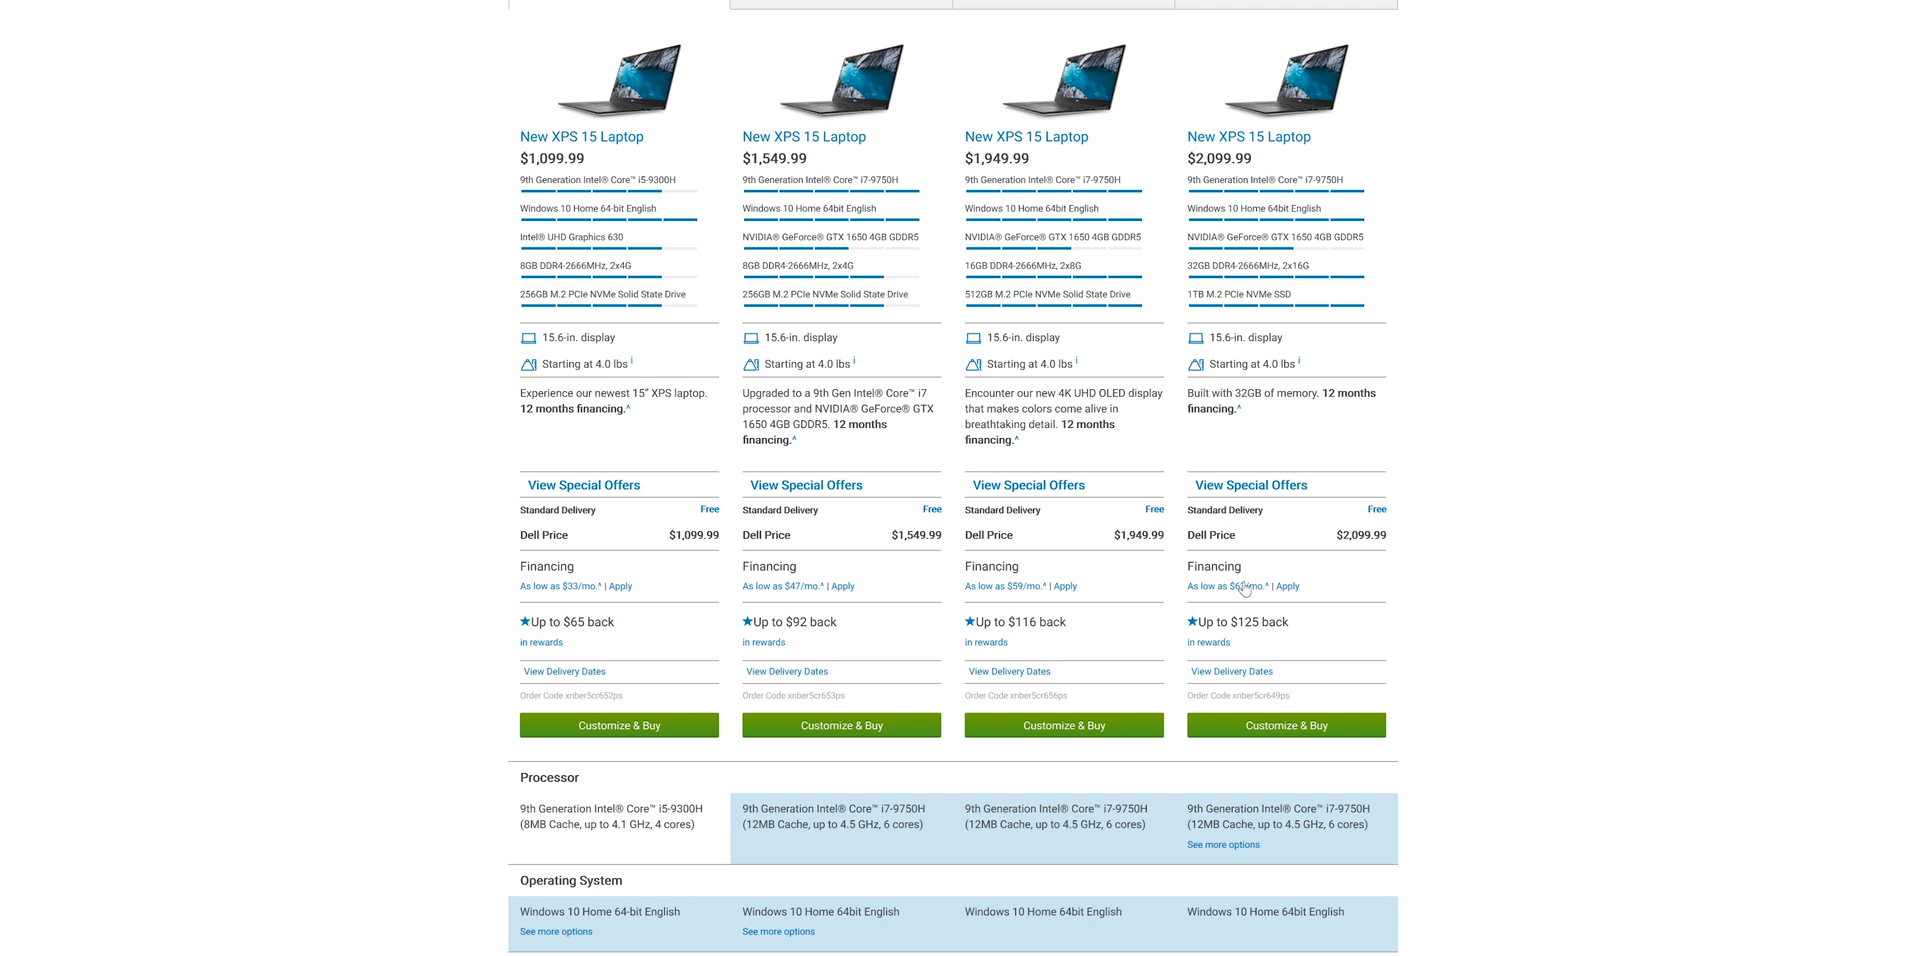 New XPS 15 Laptop
$1,099.99
9th Generation Intel® Core™ i5-9300H
Windows 10 Home 64-bit English
Intel® UHD Graphics 630
8GB DDR4-2666MHz, 2x4G
256GB M.2 PCIe NVMe Solid State Drive
15.6-in. display
Starting at 4.0 lbs i
Experience our newest 15" XPS laptop.
12 months financing.^
View Special Offers
Standard Delivery Free
Dell Price $1,099.99
Financing
As low as $33/mo.^ | Apply
★Up to $65 back
in rewards
View Delivery Dates
Order Code xnber5cr652ps
Customize & Buy
New XPS 15 Laptop
$1,549.99
9th Generation Intel® Core™ i7-9750H
Windows 10 Home 64bit English
NVIDIA® GeForce® GTX 1650 4GB GDDR5
8GB DDR4-2666MHz, 2x4G
256GB M.2 PCIe NVMe Solid State Drive
15.6-in. display
Starting at 4.0 lbs i
Upgraded to a 9th Gen Intel® Core™ i7
processor and NVIDIA® GeForce® GTX
1650 4GB GDDR5. 12 months
financing.^
View Special Offers
Standard Delivery Free
Dell Price $1,549.99
Financing
As low as $47/mo.^ | Apply
★Up to $92 back
in rewards
View Delivery Dates
Order Code xnber5cr653ps
Customize & Buy
New XPS 15 Laptop
$1,949.99
9th Generation Intel® Core™ i7-9750H
Windows 10 Home 64bit English
NVIDIA® GeForce® GTX 1650 4GB GDDR5
16GB DDR4-2666MHz, 2x8G
512GB M.2 PCIe NVMe Solid State Drive
15.6-in. display
Starting at 4.0 lbs i
Encounter our new 4K UHD OLED display
that makes colors come alive in
breathtaking detail. 12 months
financing.^
View Special Offers
Standard Delivery Free
Dell Price $1,949.99
Financing
As low as $59/mo.^ | Apply
★Up to $116 back
in rewards
View Delivery Dates
Order Code xnber5cr656ps
Customize & Buy
New XPS 15 Laptop
$2,099.99
9th Generation Intel® Core™ i7-9750H
Windows 10 Home 64bit English
NVIDIA® GeForce® GTX 1650 4GB GDDR5
32GB DDR4-2666MHz, 2x16G
1TB M.2 PCIe NVMe SSD
15.6-in. display
Starting at 4.0 lbs i
Built with 32GB of memory. 12 months
financing.^
View Special Offers
Standard Delivery Free
Dell Price $2,099.99
Financing
As low as | Apply
★Up to $125 back
in rewards
View Delivery Dates
Order Code xnber5cr649ps
Customize & Buy
Processor
9th Generation Intel® Core™ i5-9300H
(8MB Cache, up to 4.1 GHz, 4 cores)
9th Generation Intel® Core™ i7-9750H
(12MB Cache, up to 4.5 GHz, 6 cores)
9th Generation Intel® Core™ i7-9750H
(12MB Cache, up to 4.5 GHz, 6 cores)
9th Generation Intel® Core™ i7-9750H
(12MB Cache, up to 4.5 GHz, 6 cores)
See more options
Operating System
Windows 10 Home 64-bit English
See more options
Windows 10 Home 64bit English
See more options
Windows 10 Home 64bit English
Windows 10 Home 64bit English